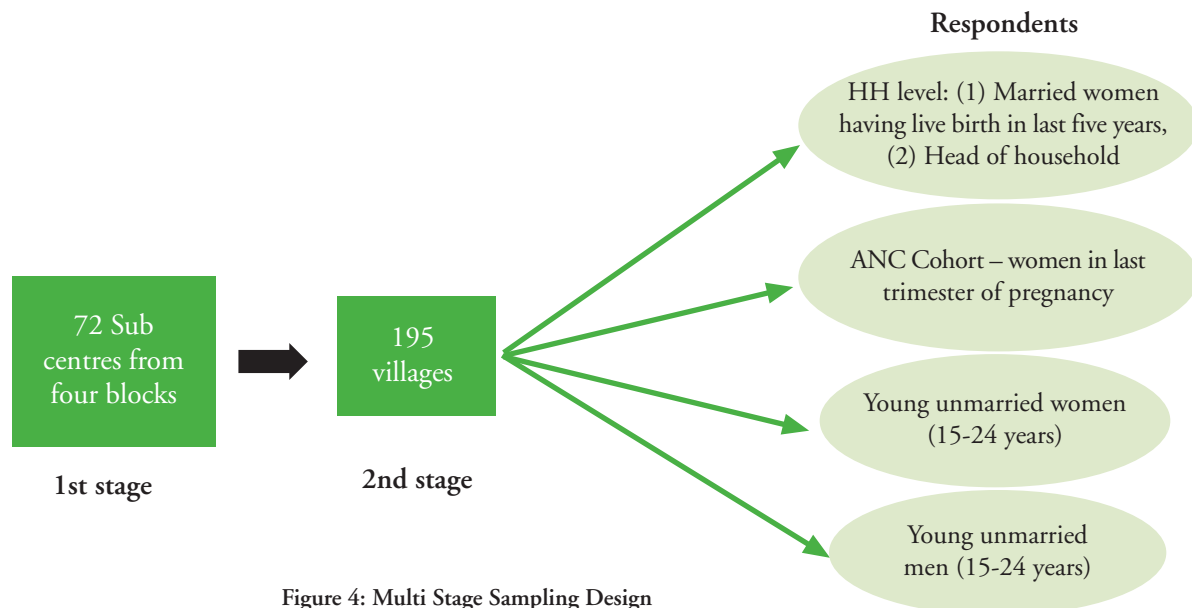 Respondents
HH level: (1) Married women
having live birth in last five years,
(2) Head of household
ANC Cohort – women in last
trimester of pregnancy
72 Sub
centres from
four blocks
195
villages
Young unmarried women
(15-24 years)
1st stage
2nd stage
Young unmarried
men (15-24 years)
Figure 4: Multi Stage Sampling Design